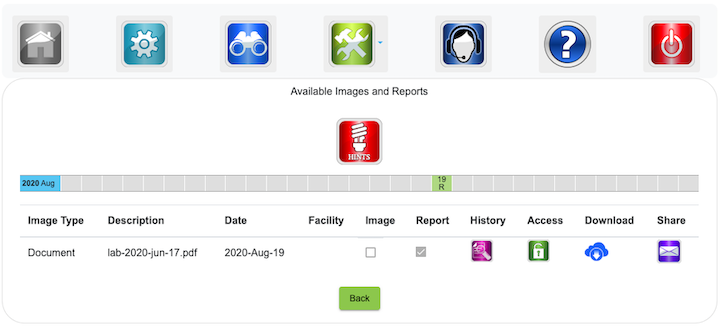 ?
Available Images and Reports
HINTS
2020 Aug
19
R
Image Type Description Date Facility Image Report History Access Download Share
Document lab-2020-jun-17.pdf 2020-Aug-19
Back